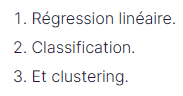 1. Régression linéaire.
2. Classification.
3. Et clustering.